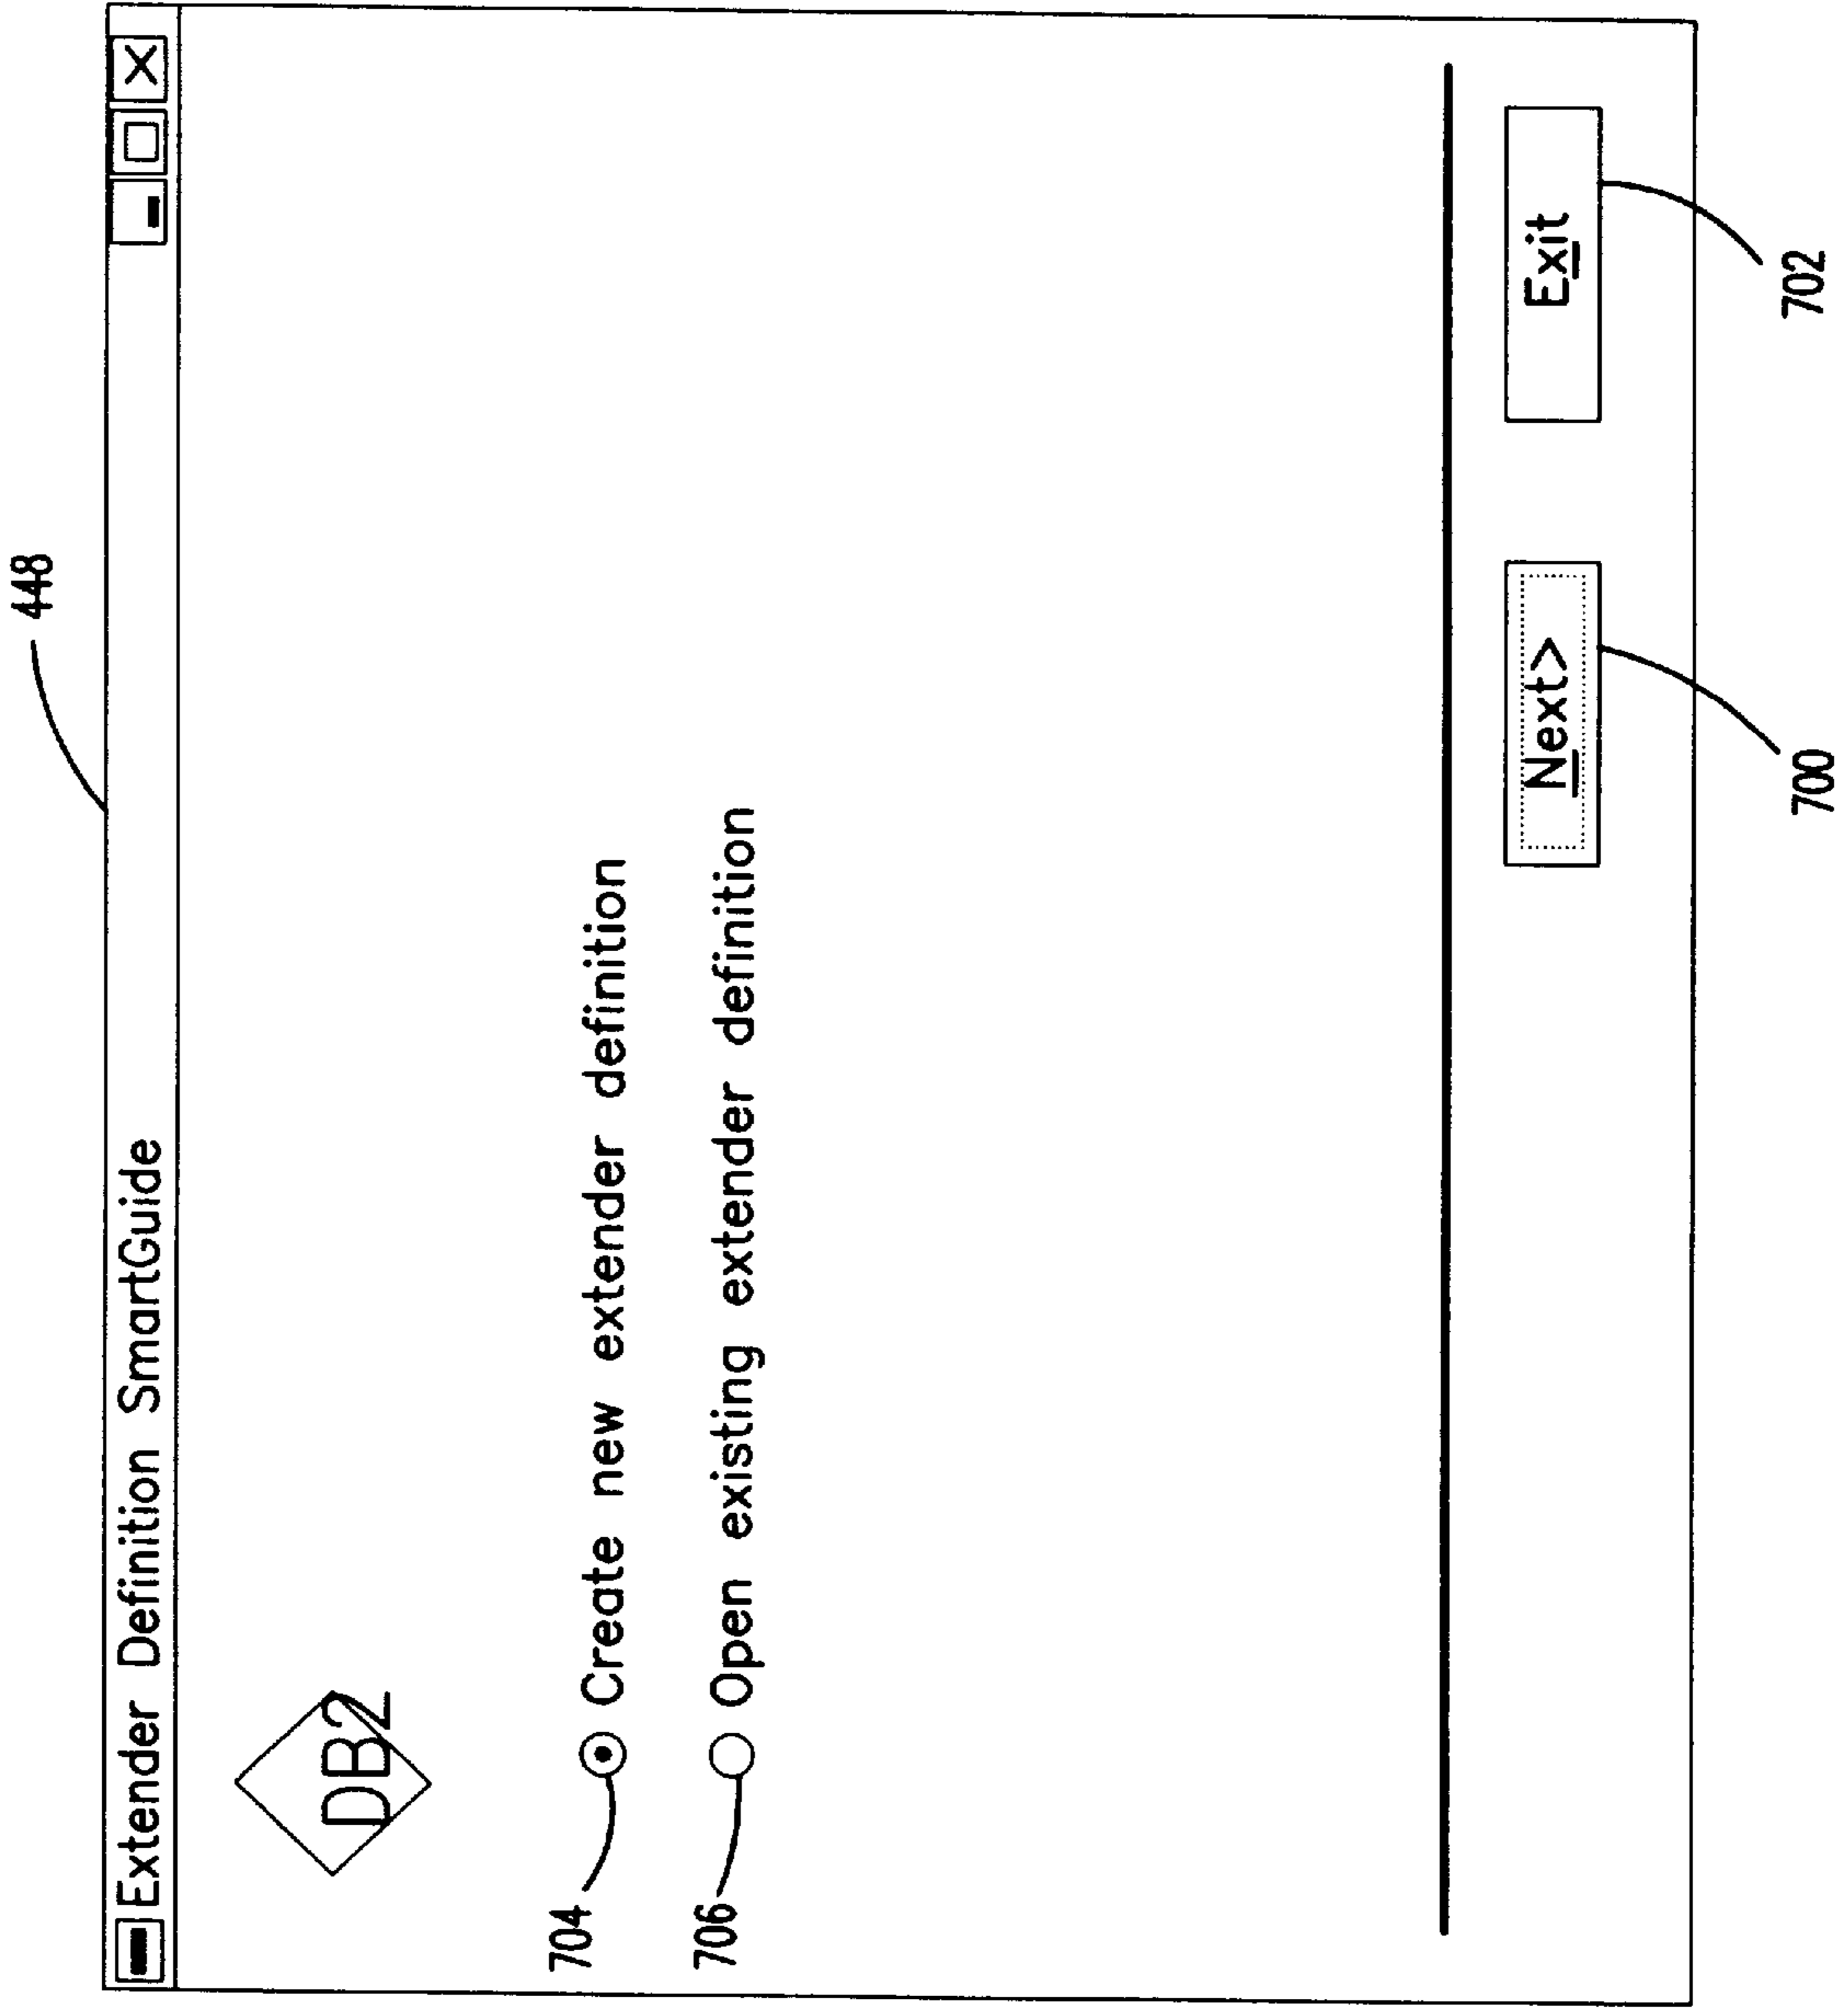 448
Extender Definition SmartGuide
DB2
704 Create new extender definition
706 Open existing extender definition
Next> Exit
700 702